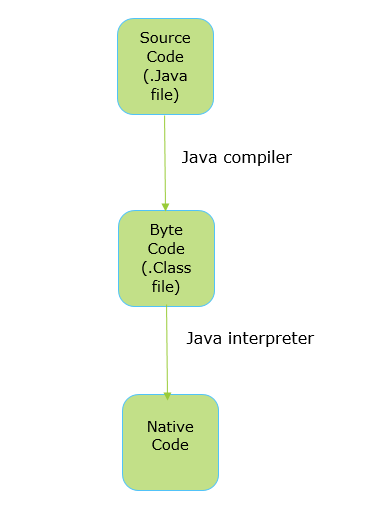 Source
Code
(.Java
file)
Java compiler
Byte
Code
(.Class
file)
Java interpreter
Native
Code